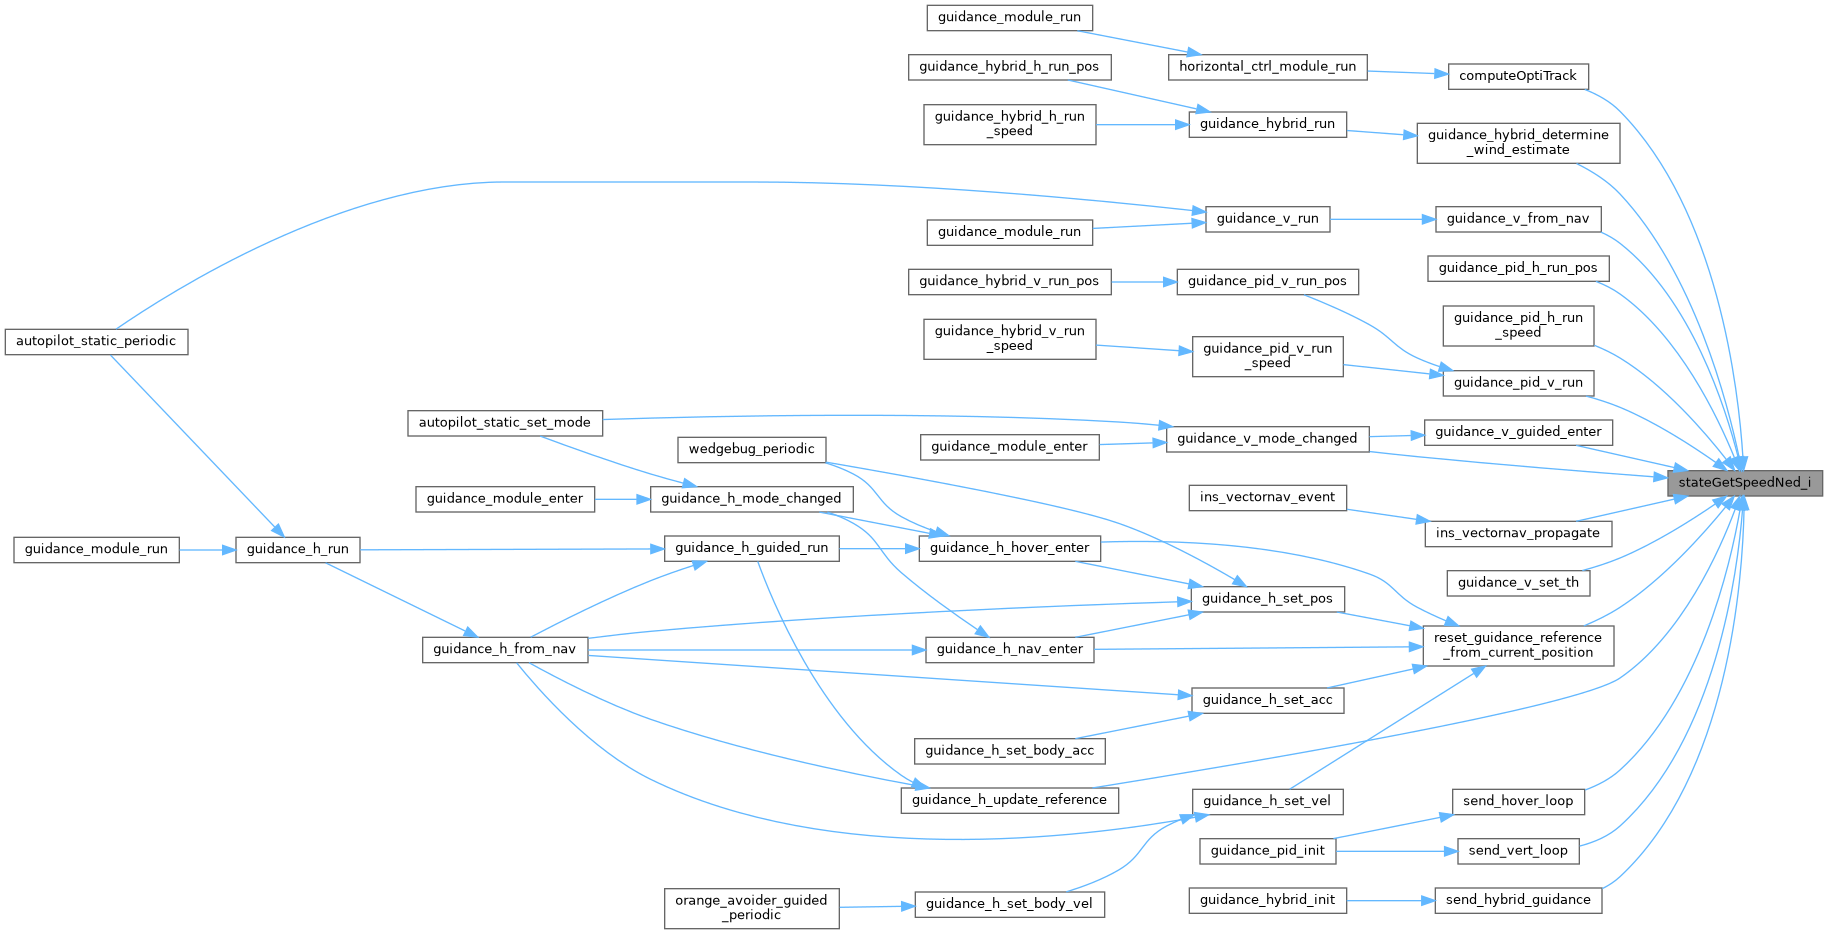 guidance_module_run
guidance_hybrid_h_run_pos
horizontal_ctrl_module_run
computeOptiTrack
guidance_hybrid_h_run
_speed
guidance_hybrid_run
guidance_hybrid_determine
_wind_estimate
guidance_module_run
guidance_v_run
guidance_v_from_nav
guidance_pid_h_run_pos
guidance_hybrid_v_run_pos
guidance_pid_v_run_pos
guidance_pid_h_run
_speed
autopilot_static_periodic
guidance_hybrid_v_run
_speed
guidance_pid_v_run
_speed
guidance_pid_v_run
autopilot_static_set_mode
wedgebug_periodic
guidance_module_enter
guidance_v_mode_changed
guidance_v_guided_enter
stateGetSpeedNed_i
guidance_module_enter
guidance_h_mode_changed
ins_vectornav_event
ins_vectornav_propagate
guidance_module_run
guidance_h_run
guidance_h_guided_run
guidance_h_hover_enter
guidance_v_set_th
guidance_h_set_pos
guidance_h_from_nav
guidance_h_nav_enter
reset_guidance_reference
_from_current_position
guidance_h_set_acc
guidance_h_set_body_acc
guidance_h_update_reference
guidance_h_set_vel
send_hover_loop
guidance_pid_init
send_vert_loop
orange_avoider_guided
_periodic
guidance_h_set_body_vel
guidance_hybrid_init
send_hybrid_guidance